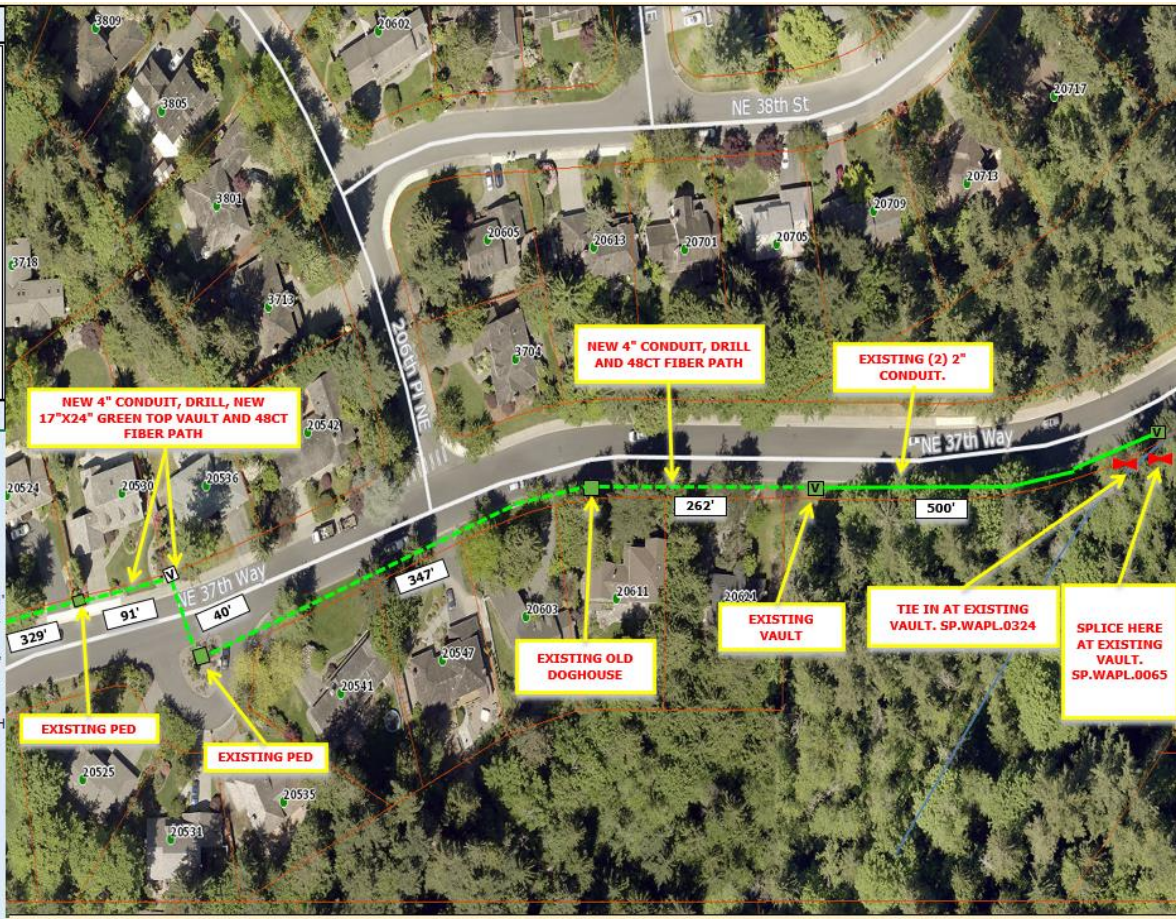 3809
20602
3805
20717
NE 38th St
3801
20713
20709
3718
20605
20613
20701
20705
3713
206th Pl NE
3704
NEW 4" CONDUIT, DRILL
AND 48CT FIBER PATH
EXISTING (2) 2"
CONDUIT.
NEW 4" CONDUIT, DRILL, NEW
17"X24" GREEN TOP VAULT AND 48CT
FIBER PATH
20542
NE 37th Way
V
20524
20530
20536
262'
V
500'
V
NE 37th Way
347'
329'
91'
40'
20603
20611
20621
EXISTING
VAULT
TIE IN AT EXISTING
VAULT. SP.WAPL.0324
SPLICE HERE
AT EXISTING
VAULT.
SP.WAPL.0065
20547
EXISTING OLD
DOGHOUSE
20541
EXISTING PED
EXISTING PED
20525
20535
20531